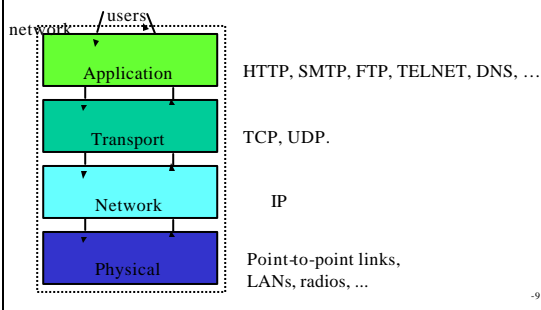 users
network
Application
HTTP, SMTP, FTP, TELNET, DNS, …
Transport
TCP, UDP.
Network
IP
Physical
Point-to-point links,
LANs, radios, ...
-9